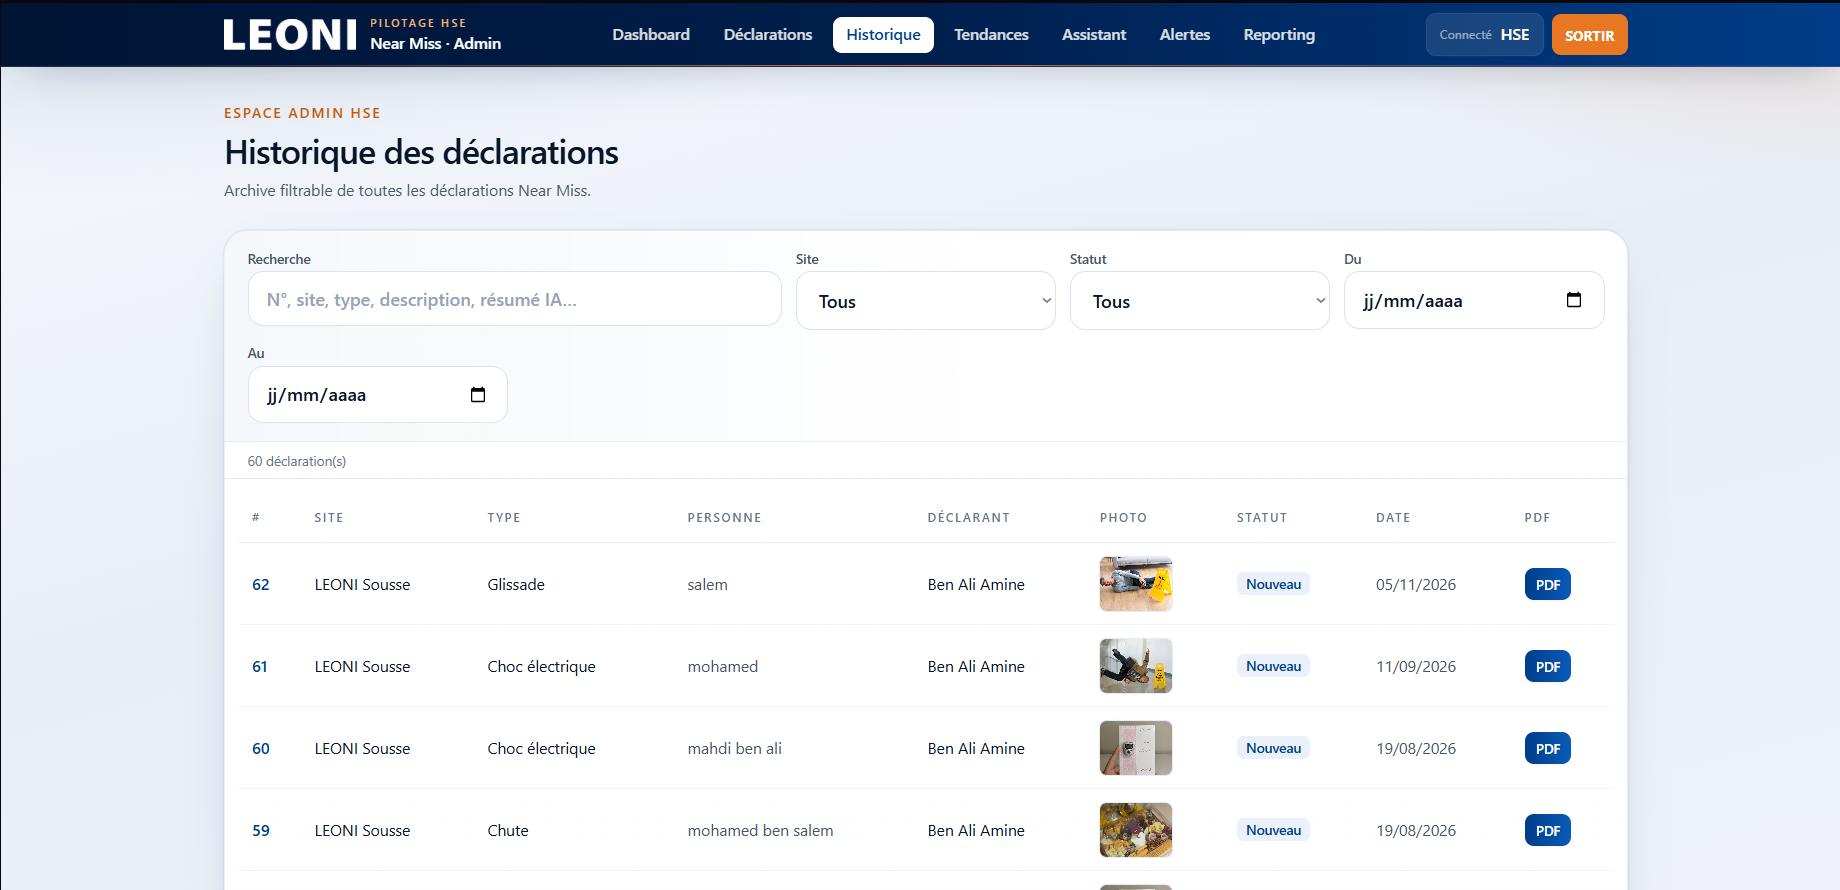 LEONI
PILOTAGE HSE
Near Miss · Admin
Dashboard
Déclarations
Historique
Tendances
Assistant
Alertes
Reporting
Connecté HSE
SORTIR
ESPACE ADMIN HSE
Historique des déclarations
Archive filtrable de toutes les déclarations Near Miss.
Recherche
N°, site, type, description, résumé IA...
Site
Tous
Statut
Tous
Du
jj/mm/aaaa
Au
jj/mm/aaaa
60 déclaration(s)
# SITE TYPE PERSONNE DÉCLARANT PHOTO STATUT DATE PDF
62 LEONI Sousse Glissade salem Ben Ali Amine Nouveau 05/11/2026 PDF
61 LEONI Sousse Choc électrique mohamed Ben Ali Amine Nouveau 11/09/2026 PDF
60 LEONI Sousse Choc électrique mahdi ben ali Ben Ali Amine Nouveau 19/08/2026 PDF
59 LEONI Sousse Chute mohamed ben salem Ben Ali Amine Nouveau 19/08/2026 PDF